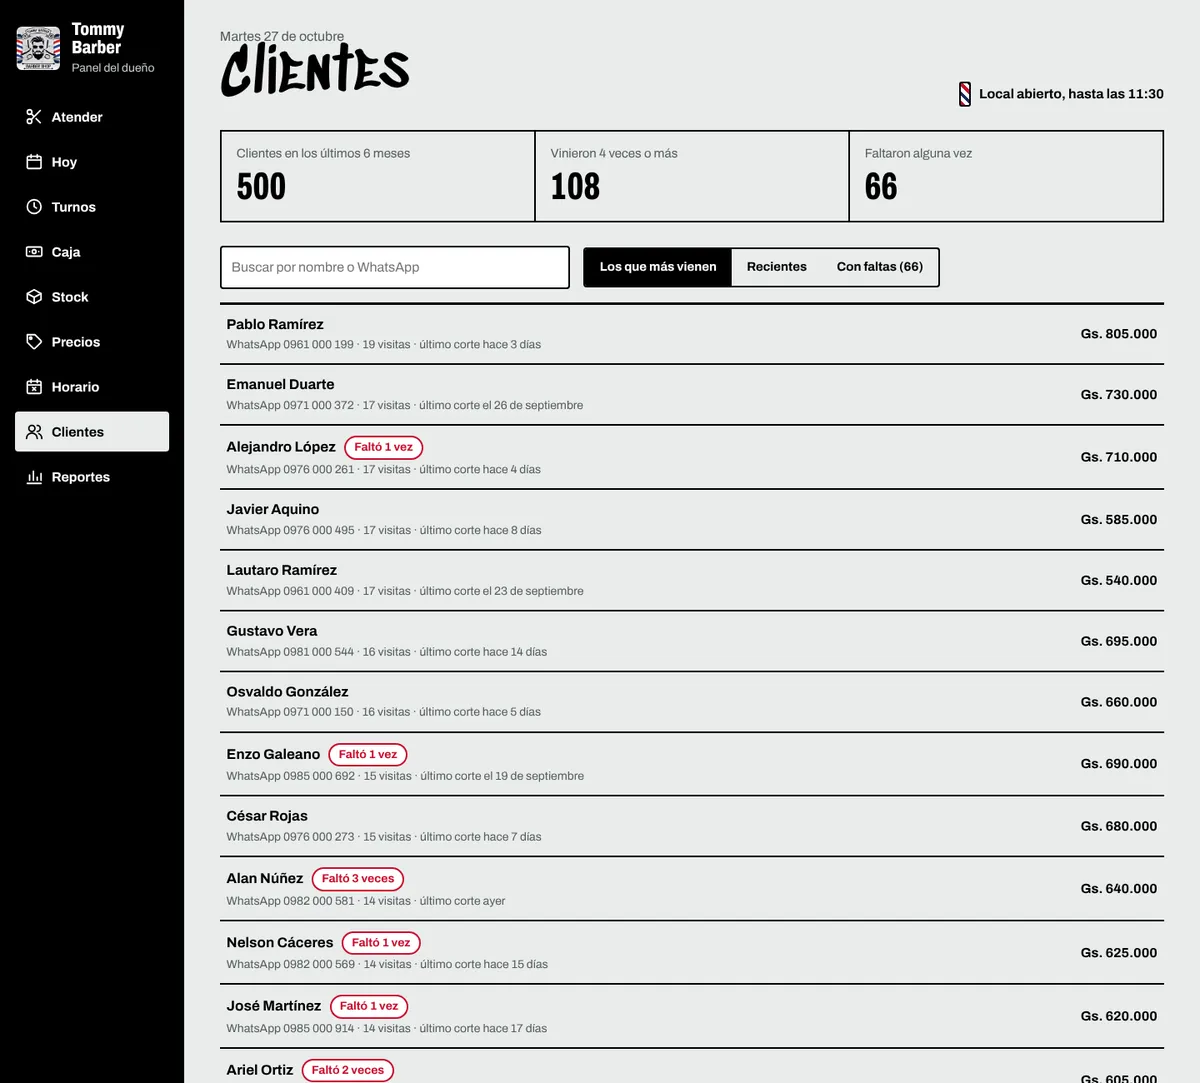 Tommy
Barber
Panel del dueño
Atender
Hoy
Turnos
Caja
Stock
Precios
Horario
Clientes
Reportes
Martes 27 de octubre
Clientes
Local abierto, hasta las 11:30
Clientes en los últimos 6 meses
500
Vinieron 4 veces o más
108
Faltaron alguna vez
66
Buscar por nombre o WhatsApp
Los que más vienen
Recientes
Con faltas (66)
Pablo Ramírez
WhatsApp 0961 000 199 · 19 visitas · último corte hace 3 días
Gs. 805.000
Emanuel Duarte
WhatsApp 0971 000 372 · 17 visitas · último corte el 26 de septiembre
Gs. 730.000
Alejandro López Faltó 1 vez
WhatsApp 0976 000 261 · 17 visitas · último corte hace 4 días
Gs. 710.000
Javier Aquino
WhatsApp 0976 000 495 · 17 visitas · último corte hace 8 días
Gs. 585.000
Lautaro Ramírez
WhatsApp 0961 000 409 · 17 visitas · último corte el 23 de septiembre
Gs. 540.000
Gustavo Vera
WhatsApp 0981 000 544 · 16 visitas · último corte hace 14 días
Gs. 695.000
Osvaldo González
WhatsApp 0971 000 150 · 16 visitas · último corte hace 5 días
Gs. 660.000
Enzo Galeano Faltó 1 vez
WhatsApp 0985 000 692 · 15 visitas · último corte el 19 de septiembre
Gs. 690.000
César Rojas
WhatsApp 0976 000 273 · 15 visitas · último corte hace 7 días
Gs. 680.000
Alan Núñez Faltó 3 veces
WhatsApp 0982 000 581 · 14 visitas · último corte ayer
Gs. 640.000
Nelson Cáceres Faltó 1 vez
WhatsApp 0982 000 569 · 14 visitas · último corte hace 15 días
Gs. 625.000
José Martínez Faltó 1 vez
WhatsApp 0985 000 914 · 14 visitas · último corte hace 17 días
Gs. 620.000
Ariel Ortiz Faltó 2 veces
Gs. 605.000